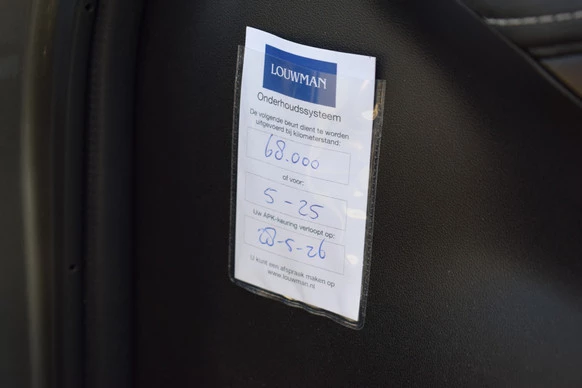 LOUWMAN
Onderhoudssysteem
De volgende beurt dient te worden
uitgevoerd bij kilometerstand:
68.000
of voor:
5-25
Uw APK-keuring verloopt op:
28-5-26
U kunt een afspraak maken op
www.louwman.nl